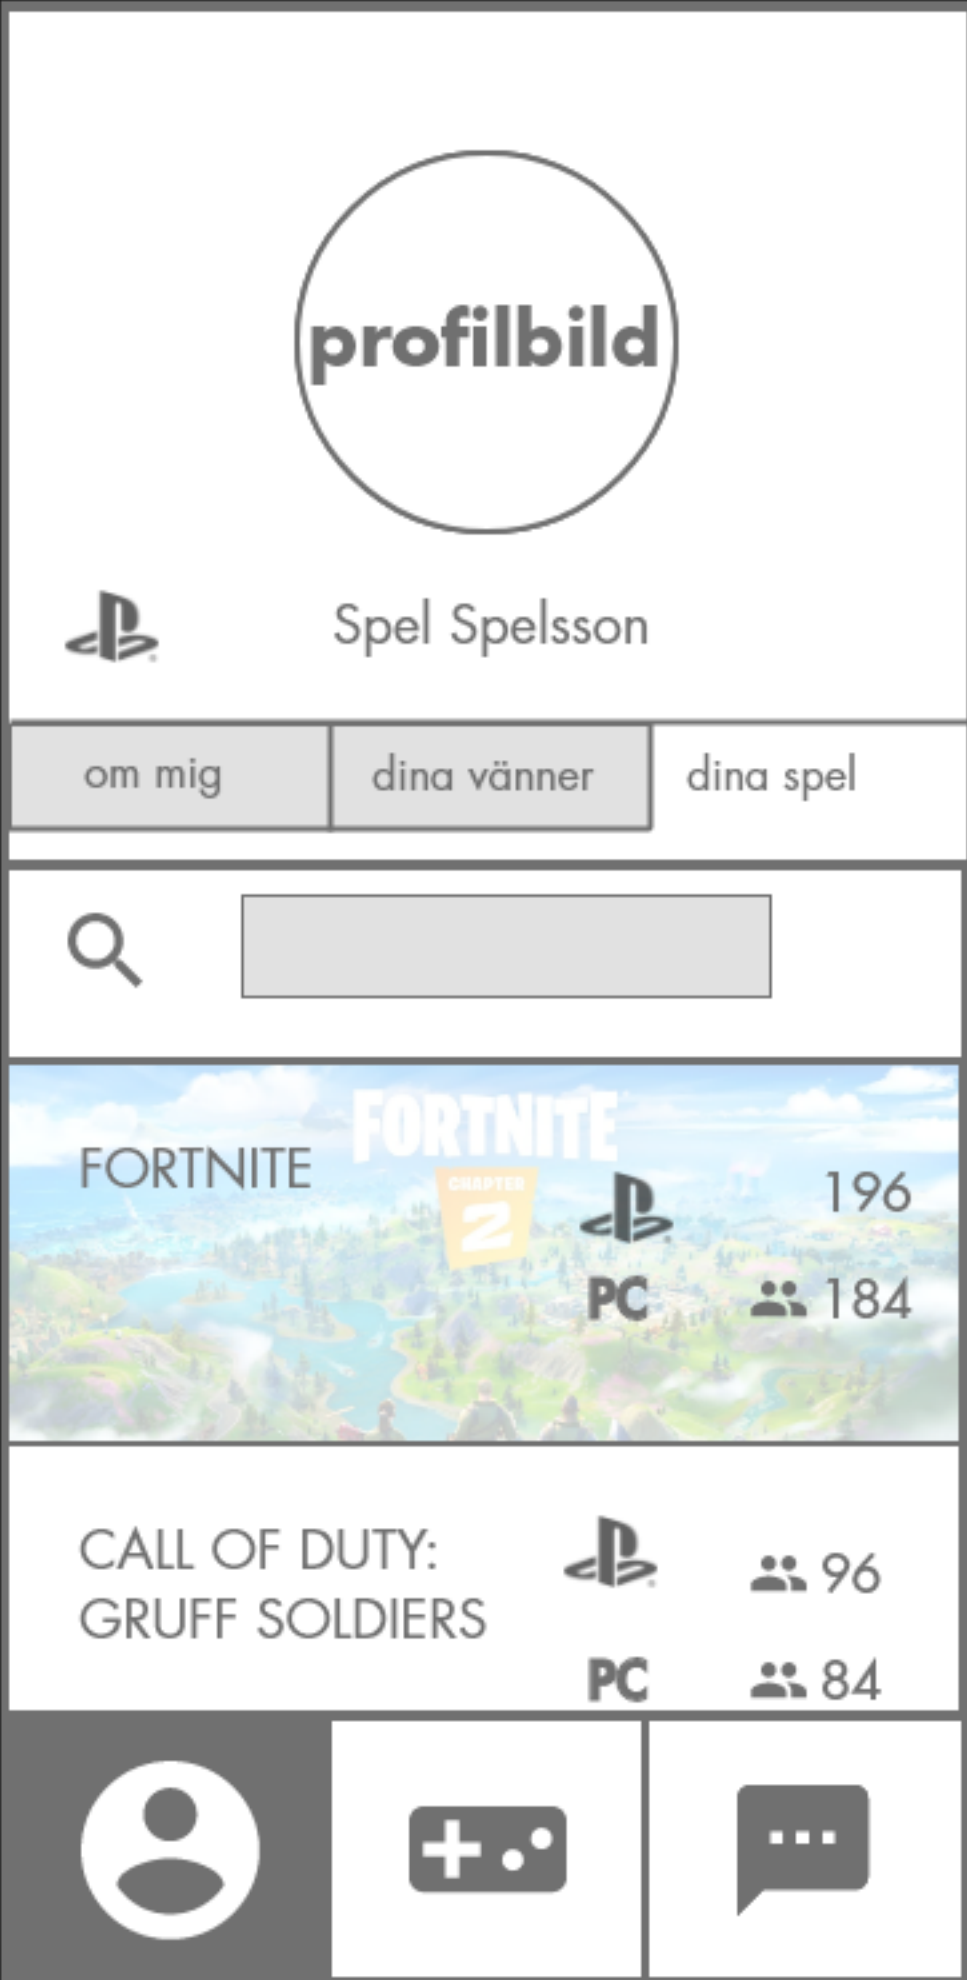 profilbild
Spel Spelsson
om mig
dina vänner
dina spel
FORTNITE
CHAPTER
2
FORTNITE
196
PC
184
CALL OF DUTY:
GRUFF SOLDIERS
96
PC
84